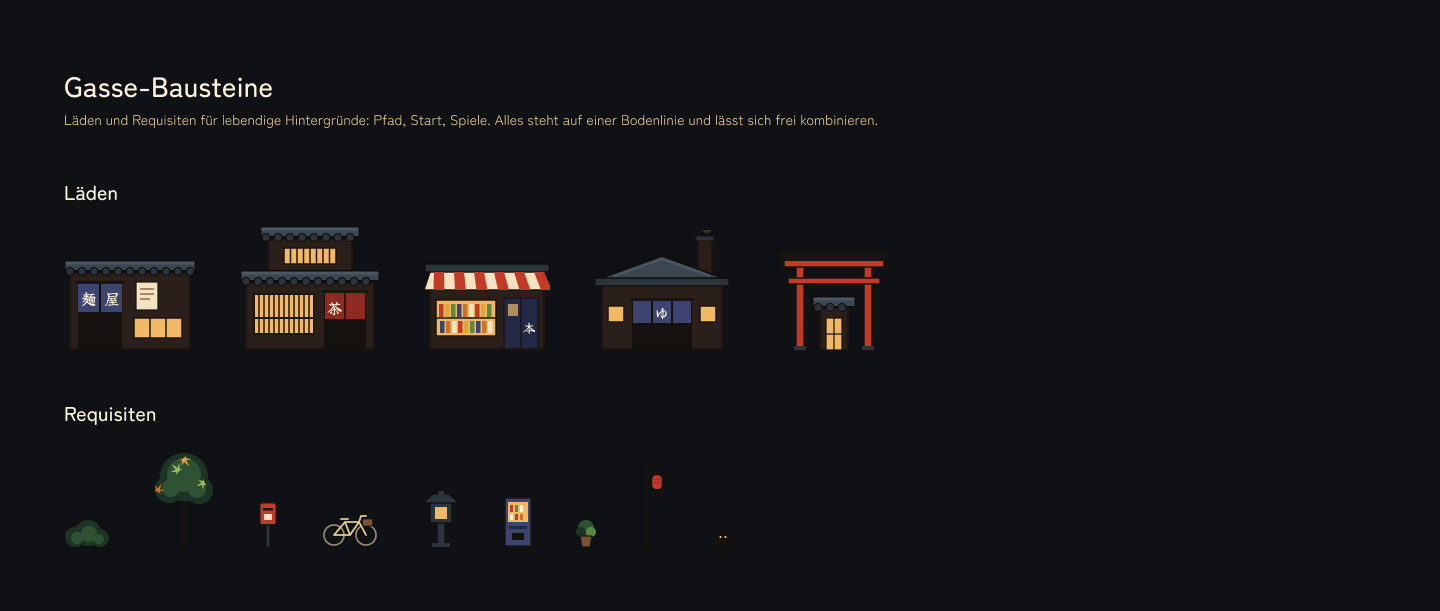 Gasse-Bausteine
Läden und Requisiten für lebendige Hintergründe: Pfad, Start, Spiele. Alles steht auf einer Bodenlinie und lässt sich frei kombinieren.
Läden
麺 屋
茶
本
ゆ
Requisiten